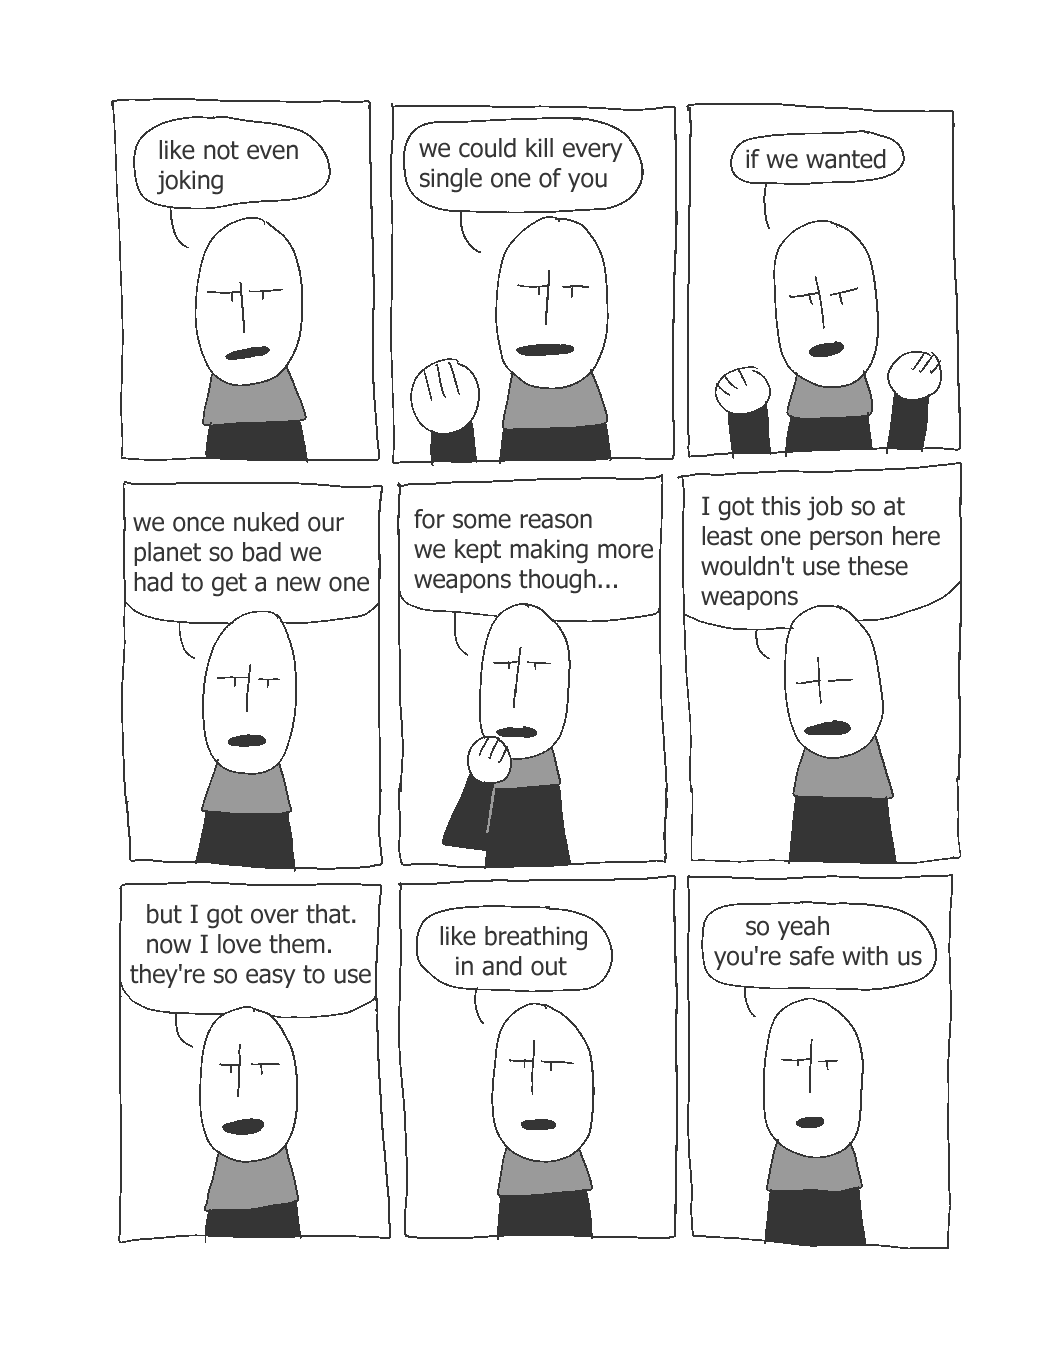 like not even
joking
we could kill every
single one of you
if we wanted
we once nuked our
planet so bad we
had to get a new one
for some reason
we kept making more
weapons though...
I got this job so at
least one person here
wouldn't use these
weapons
but I got over that.
now I love them.
they're so easy to use
like breathing
in and out
so yeah
you're safe with us